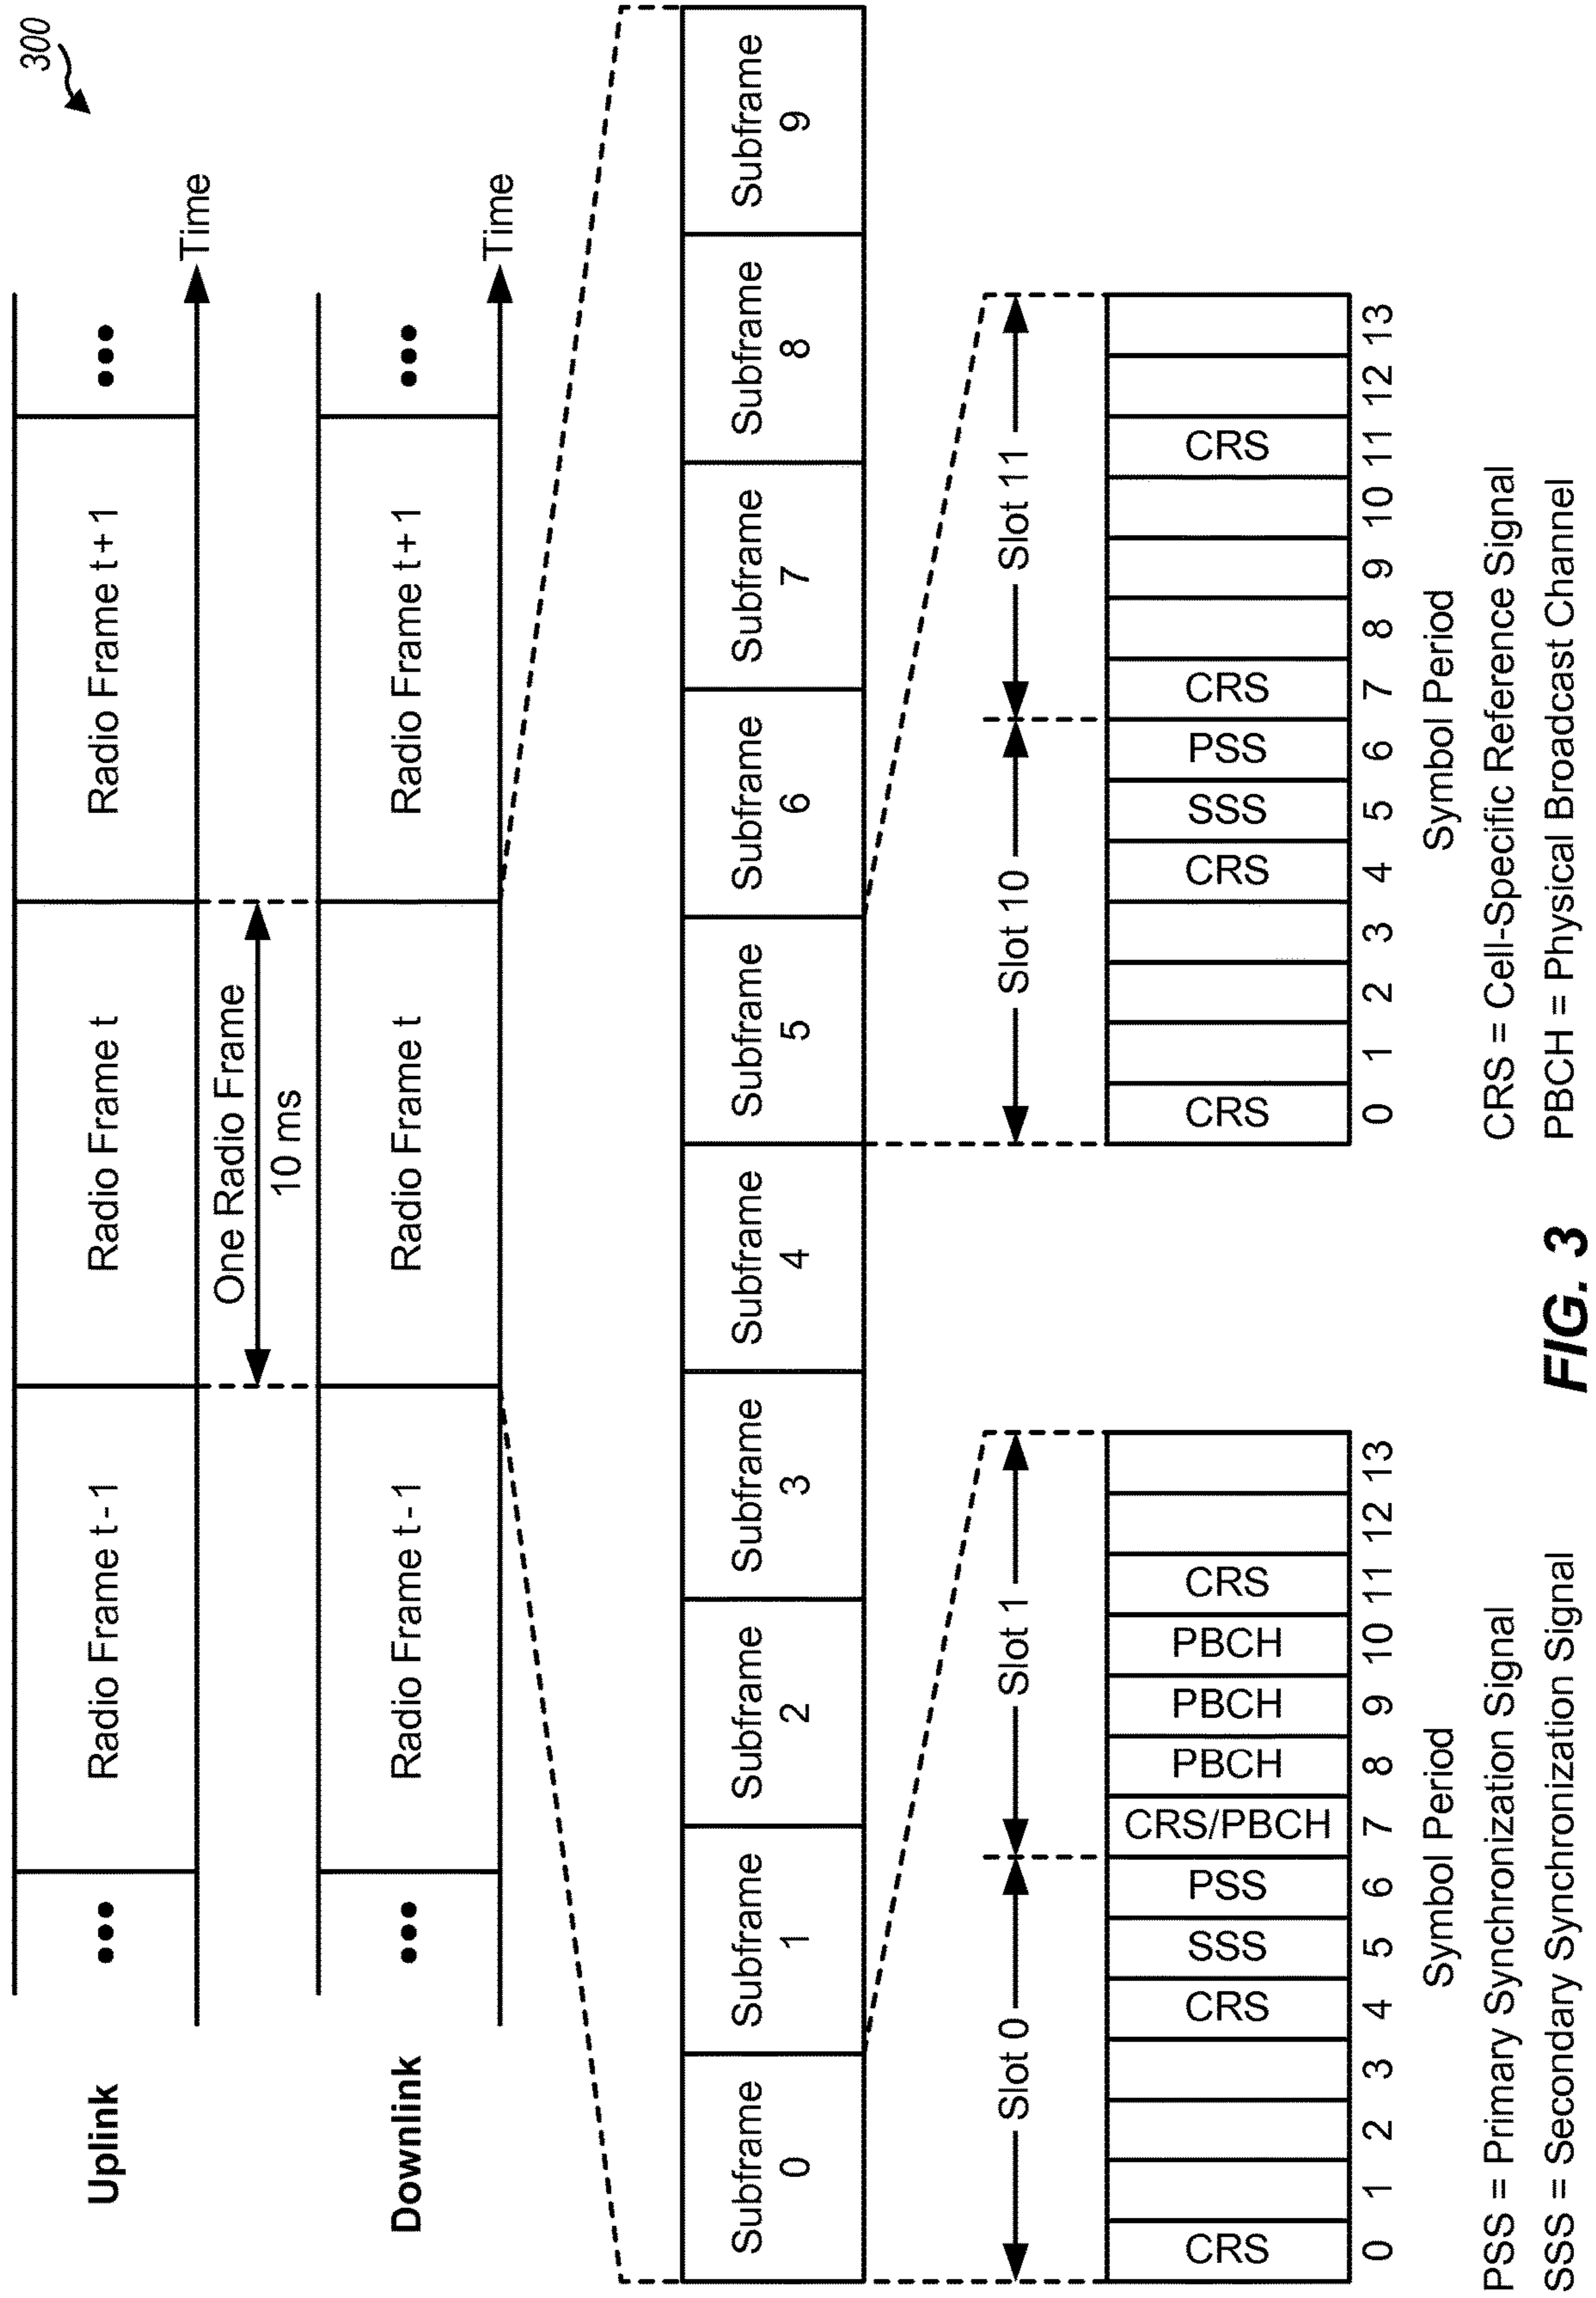 300
Uplink
••• Radio Frame t-1 Radio Frame t Radio Frame t+1 •••
Time
One Radio Frame
10 ms
Downlink
••• Radio Frame t-1 Radio Frame t Radio Frame t+1 •••
Time
Subframe 0 Subframe 1 Subframe 2 Subframe 3 Subframe 4 Subframe 5 Subframe 6 Subframe 7 Subframe 8 Subframe 9
Slot 0 Slot 1
CRS CRS SSS PSS CRS/PBCH PBCH PBCH PBCH CRS
0 1 2 3 4 5 6 7 8 9 10 11 12 13
Symbol Period
Slot 10 Slot 11
CRS CRS SSS PSS CRS CRS
0 1 2 3 4 5 6 7 8 9 10 11 12 13
Symbol Period
PSS = Primary Synchronization Signal
SSS = Secondary Synchronization Signal
CRS = Cell-Specific Reference Signal
PBCH = Physical Broadcast Channel
FIG. 3